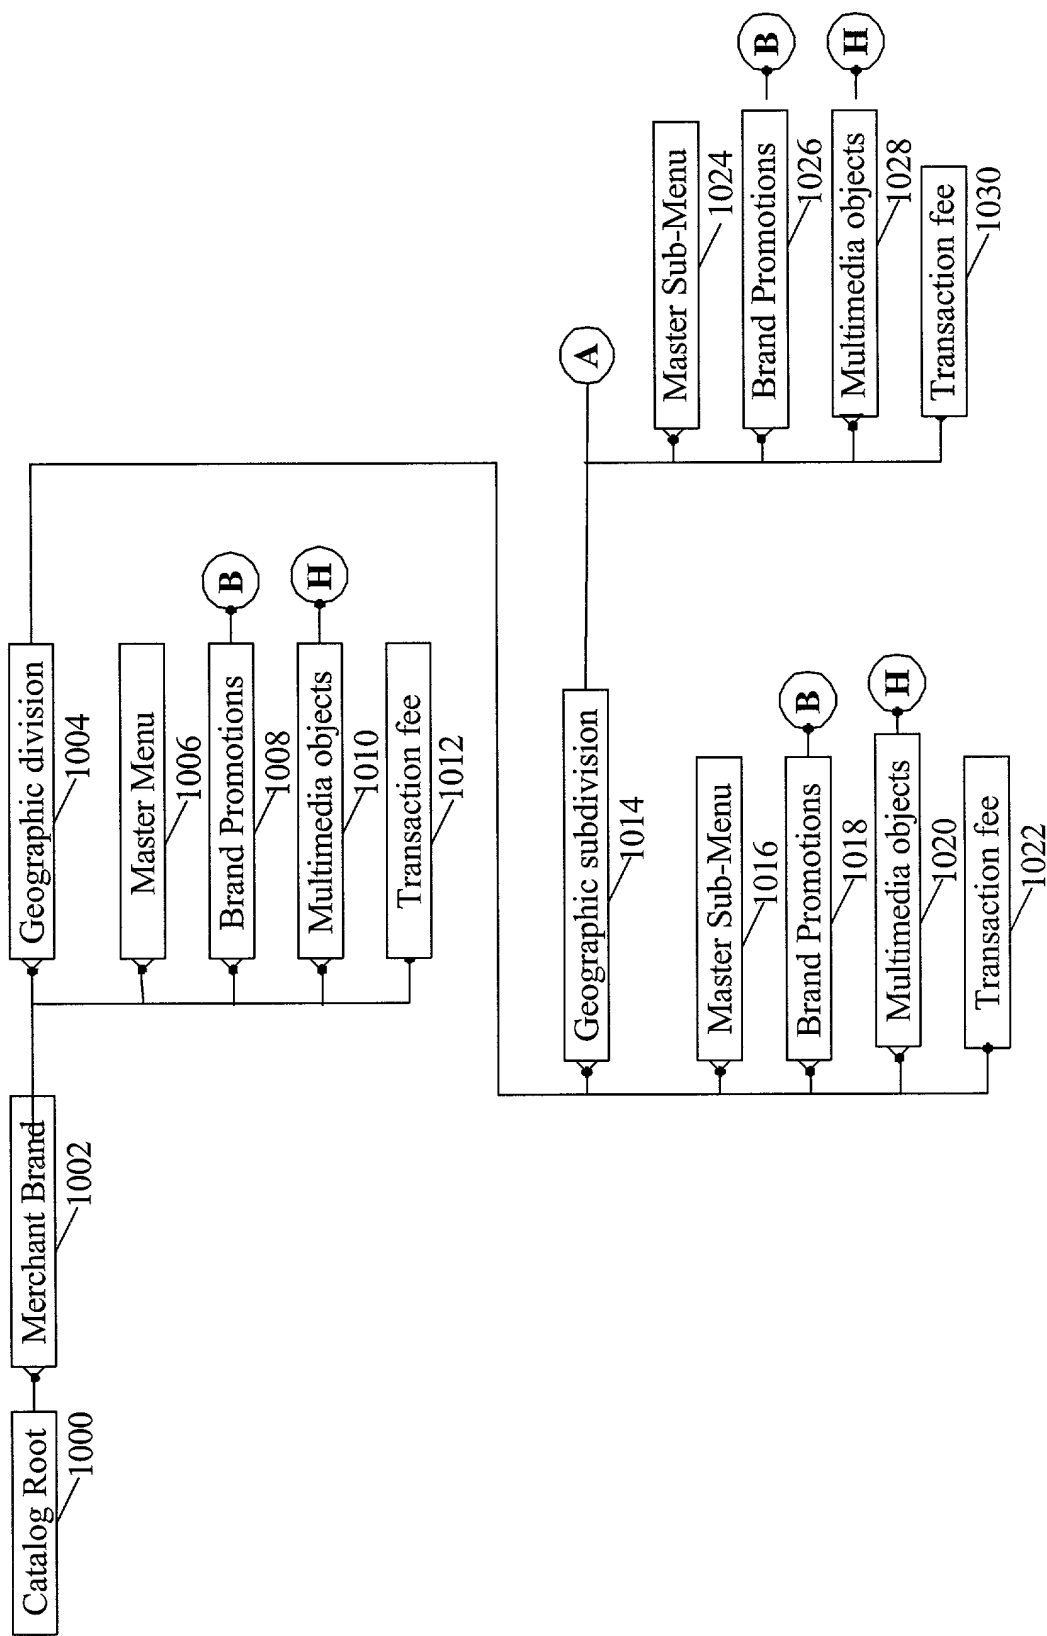 Catalog Root
1000
Merchant Brand
1002
Geographic division
1004
Master Menu
1006
Brand Promotions
1008
B
Multimedia objects
1010
H
Transaction fee
1012
Geographic subdivision
1014
A
Master Sub-Menu
1016
Brand Promotions
1018
B
Multimedia objects
1020
H
Transaction fee
1022
Master Sub-Menu
1024
Brand Promotions
1026
B
Multimedia objects
1028
H
Transaction fee
1030